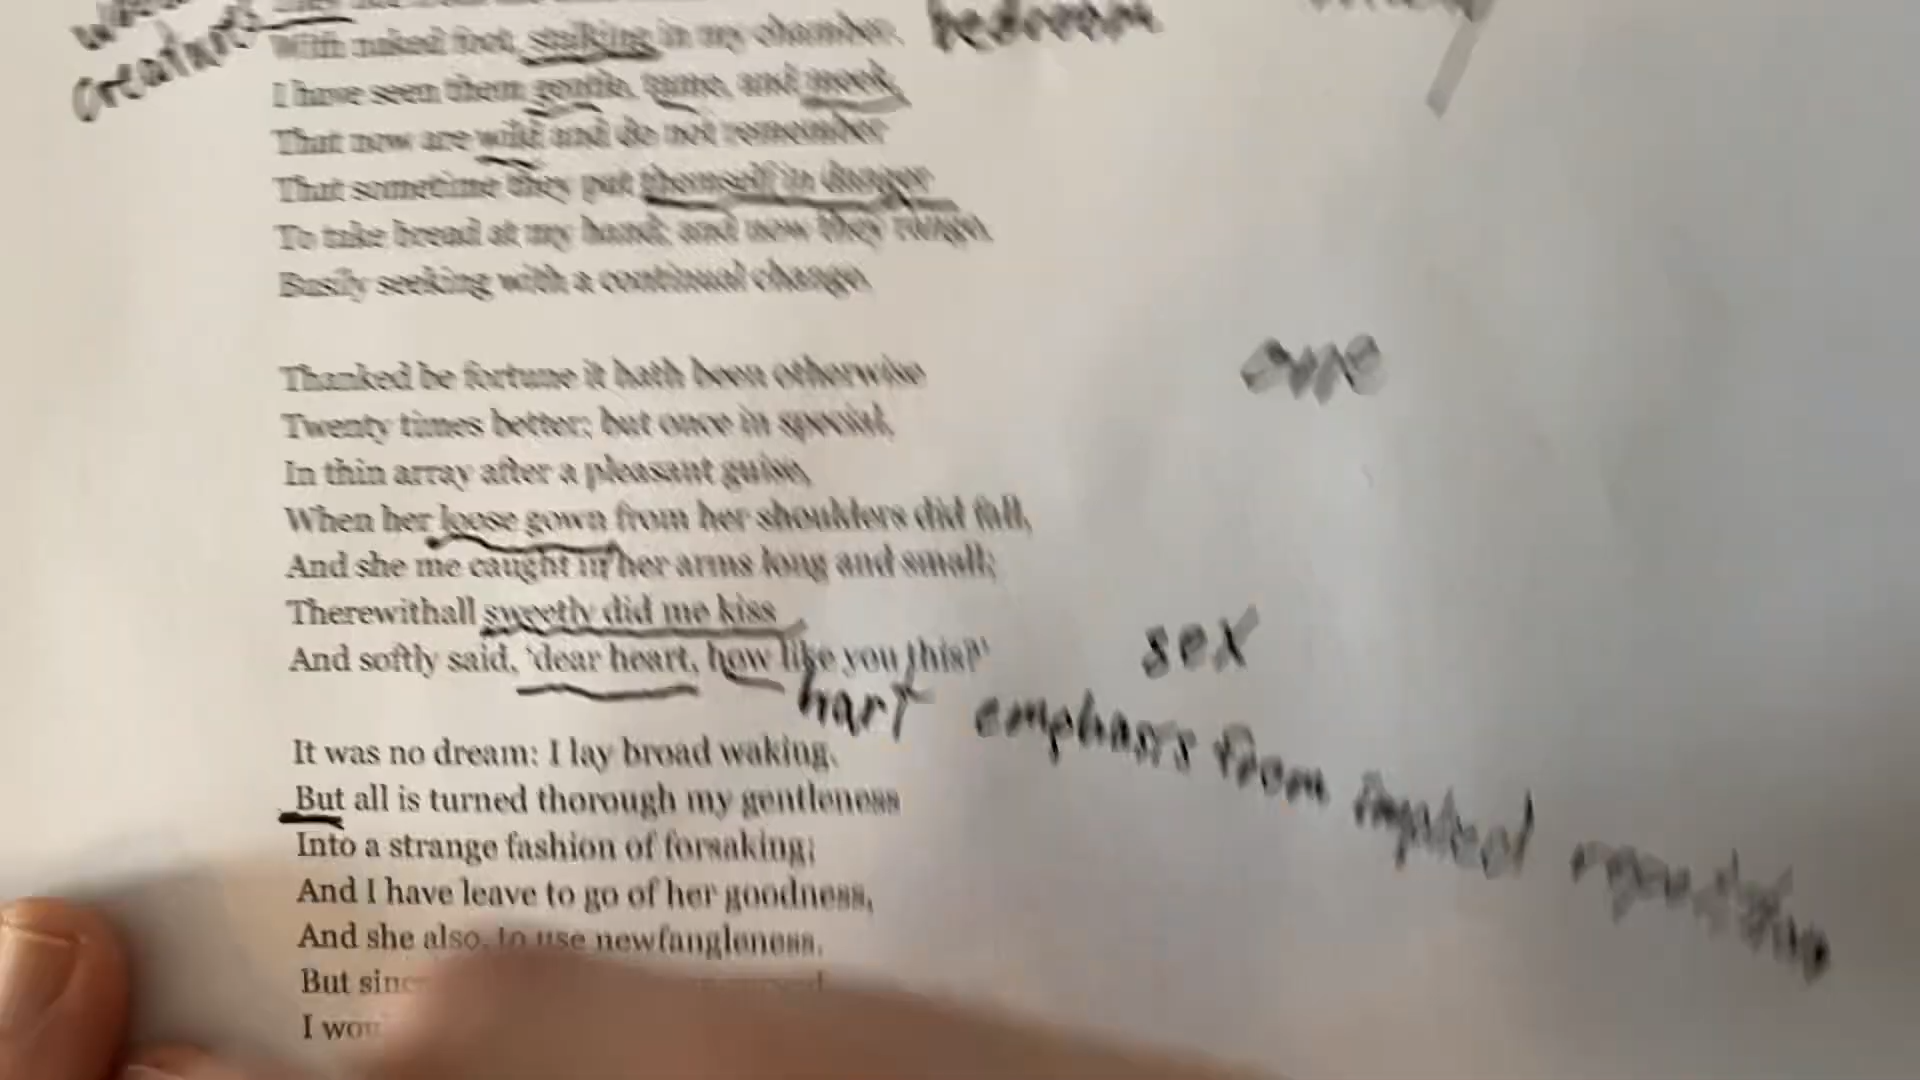 creatures
With naked foot, stalking in my chamber.
bedroom
I have seen them gentle, tame, and meek,
That now are wild and do not remember
That sometime they put themself in danger
To take bread at my hand; and now they range,
Busily seeking with a continual change.
Thanked be fortune it hath been otherwise
one
Twenty times better; but once in special,
In thin array after a pleasant guise,
When her loose gown from her shoulders did fall,
And she me caught in her arms long and small;
Therewithall sweetly did me kiss
sex
And softly said, 'dear heart, how like you this?'
hart emphasis from implied
It was no dream: I lay broad waking.
But all is turned thorough my gentleness
Into a strange fashion of forsaking;
And I have leave to go of her goodness,
And she also, to use newfangleness.
But sinc
I wou